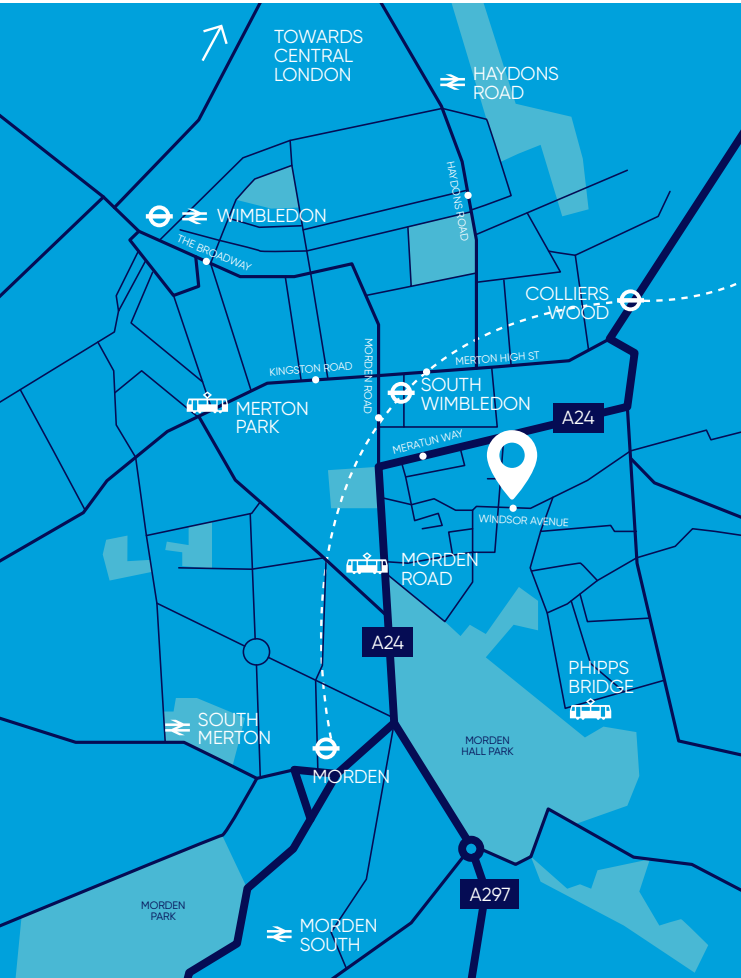 TOWARDS
CENTRAL
LONDON
HAYDONS
ROAD
HAYDONS ROAD
WIMBLEDON
THE BROADWAY
COLLIERS
WOOD
MERTON HIGH ST
KINGSTON ROAD
MORDEN ROAD
SOUTH
WIMBLEDON
MERTON
PARK
A24
MERATUN WAY
WINDSOR AVENUE
MORDEN
ROAD
A24
PHIPPS
BRIDGE
SOUTH
MERTON
MORDEN
HALL PARK
MORDEN
A297
MORDEN
PARK
MORDEN
SOUTH